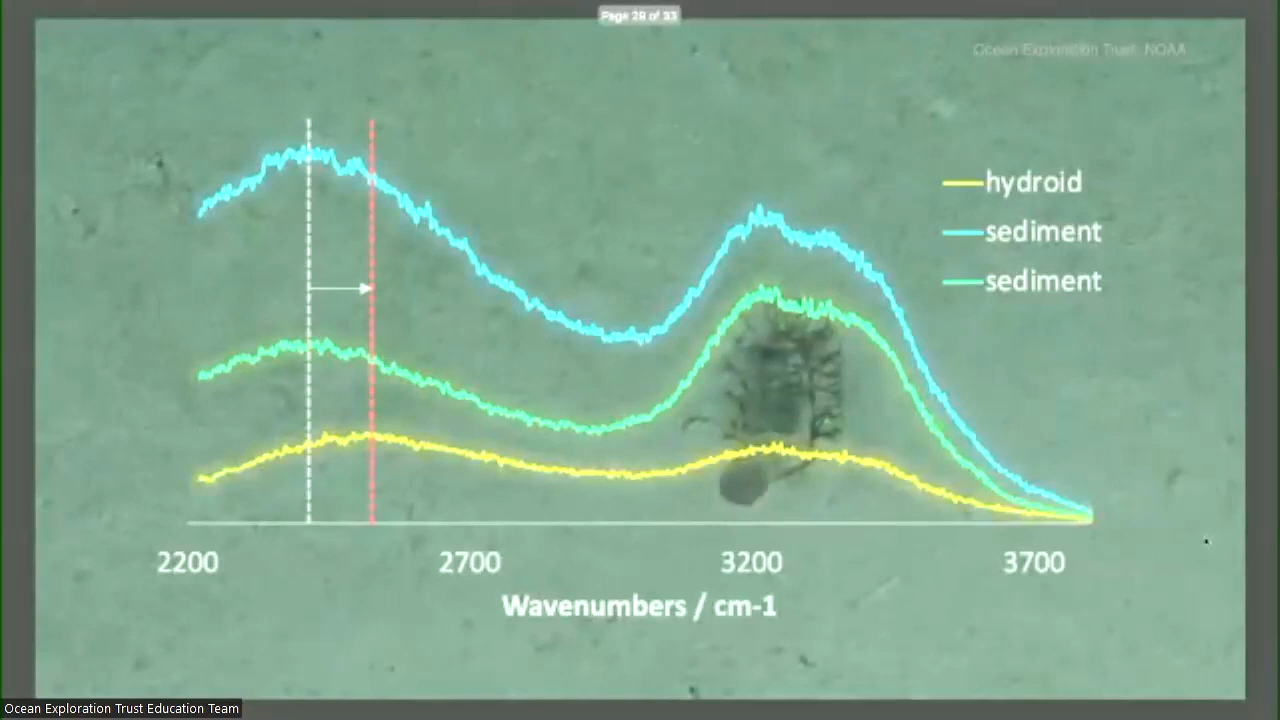 Page 29 of 33
Ocean Exploration Trust, NOAA
hydroid
sediment
sediment
2200 2700 3200 3700
Wavenumbers / cm-1
Ocean Exploration Trust Education Team